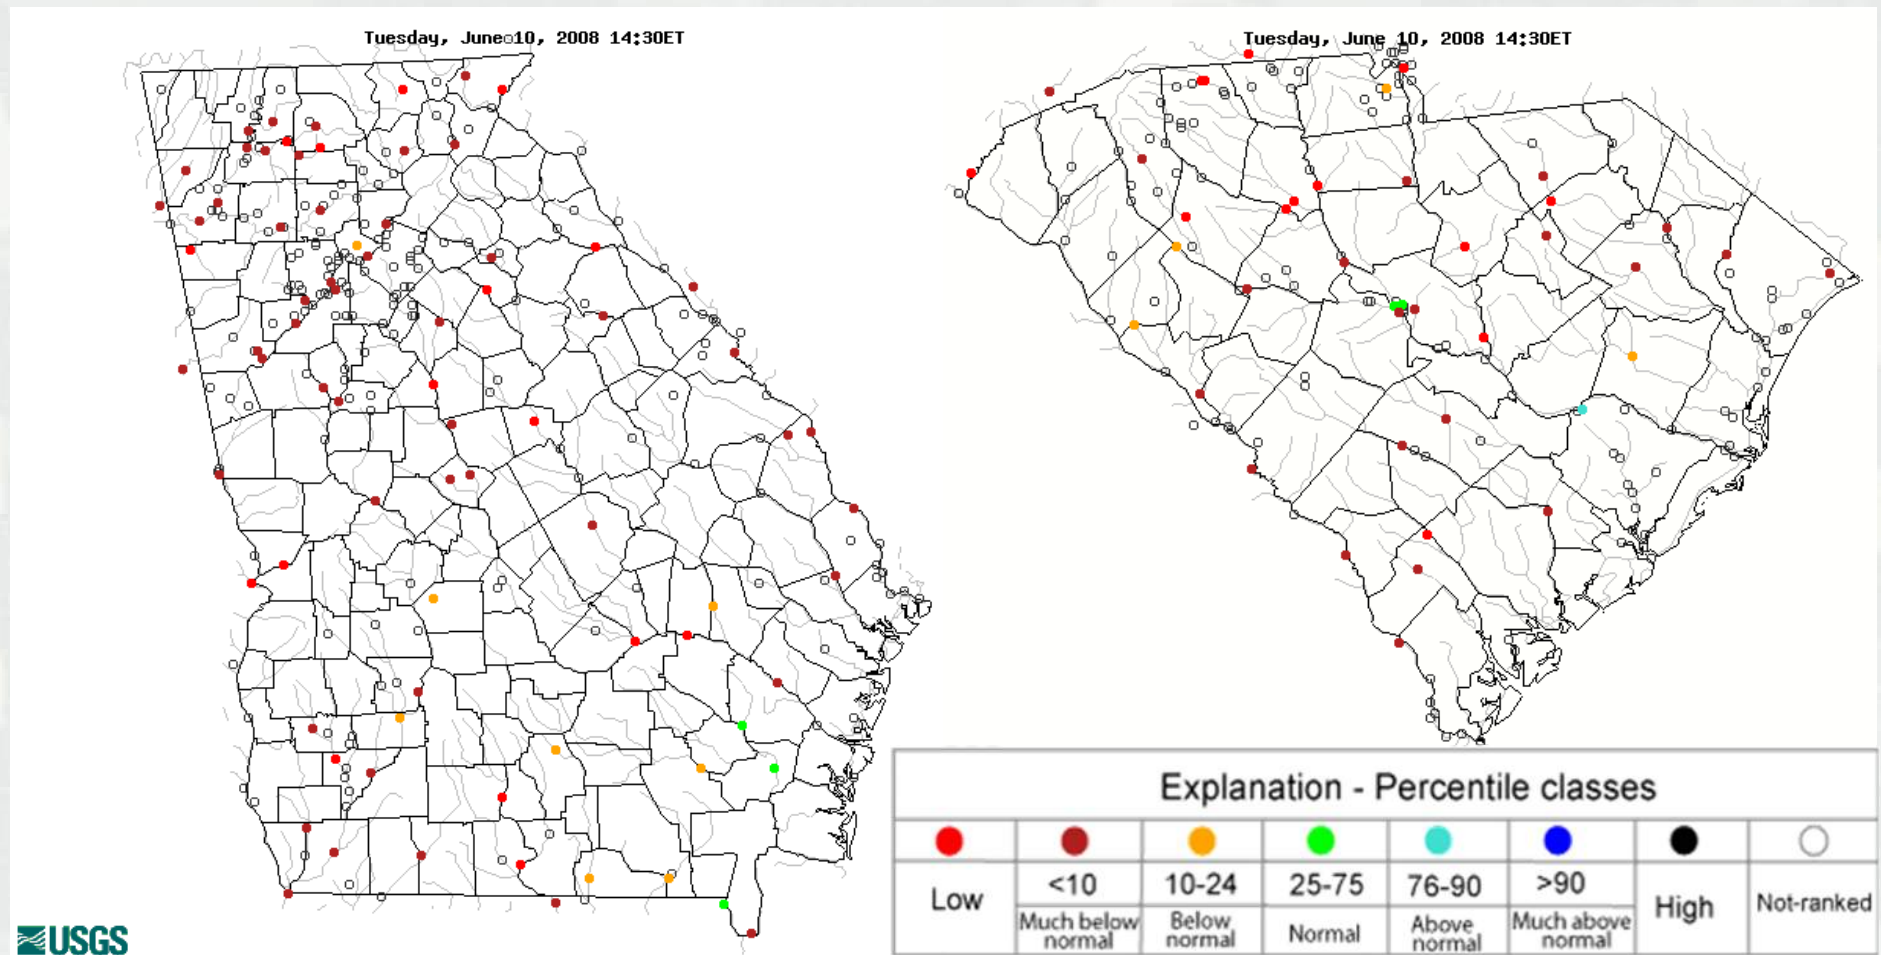 Tuesday, June 10, 2008 14:30ET
Tuesday, June 10, 2008 14:30ET
Explanation - Percentile classes
Low
<10
10-24
25-75
76-90
>90
High
Not-ranked
Much below normal
Below normal
Normal
Above normal
Much above normal
USGS